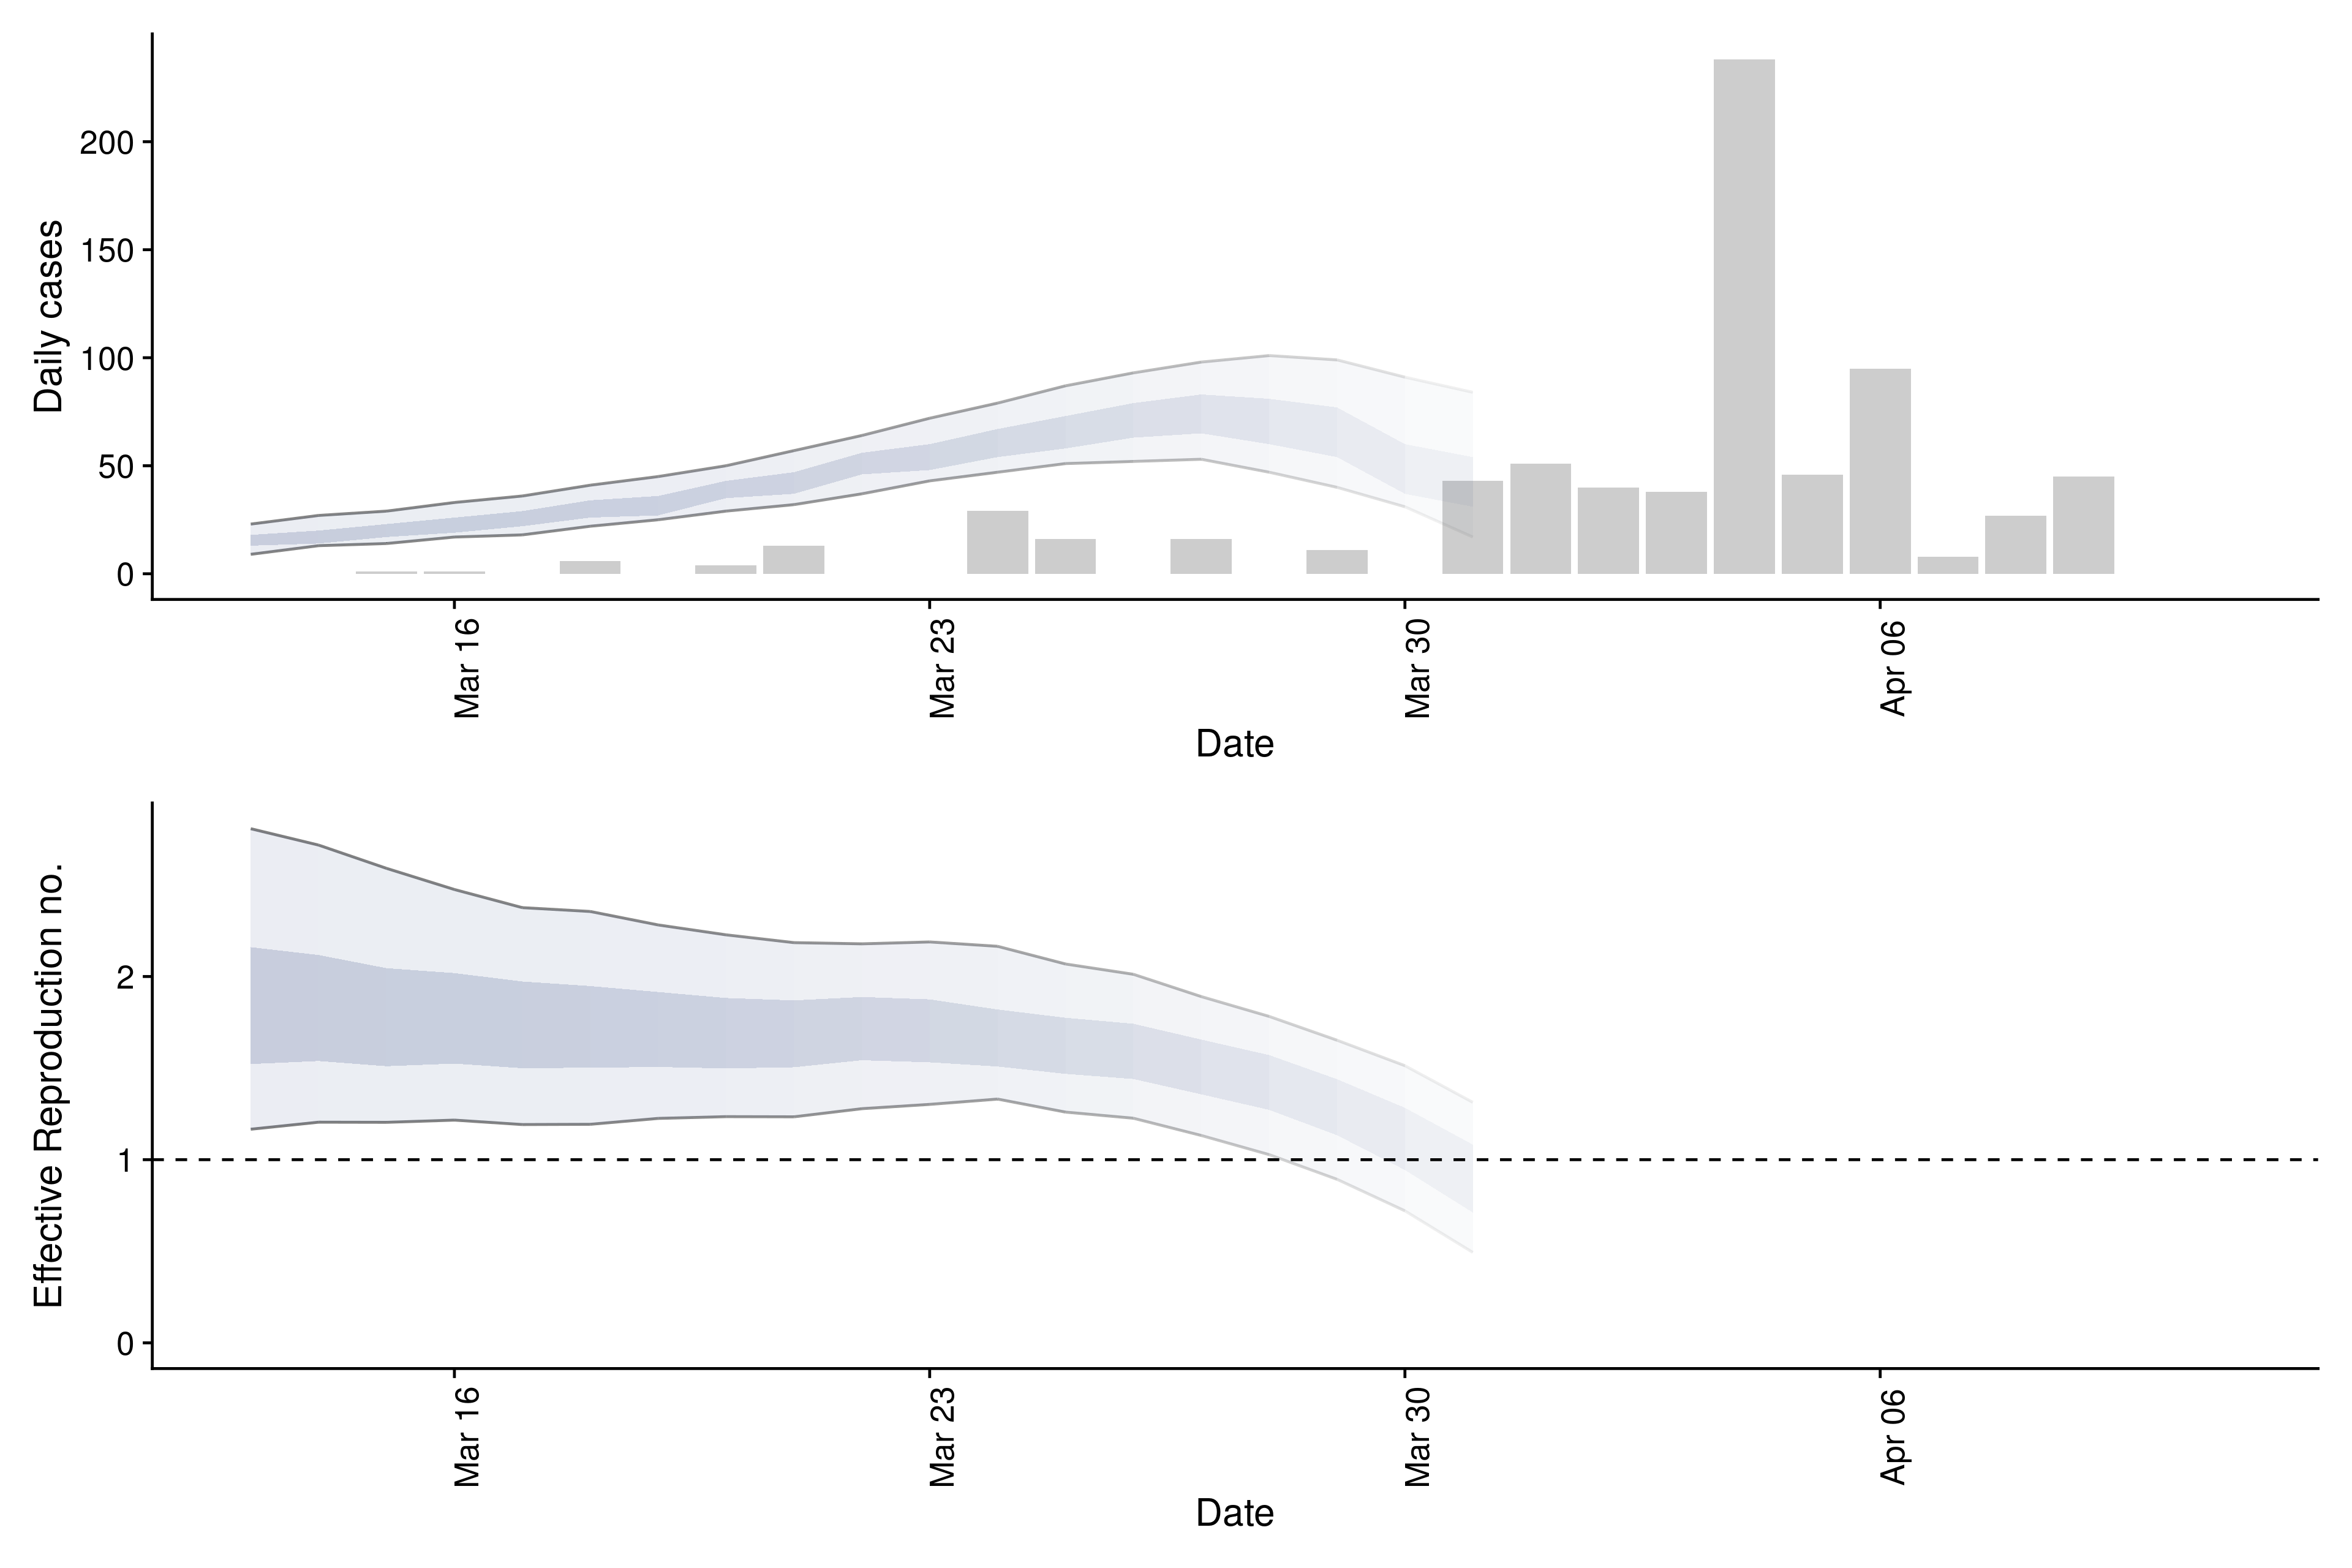 Daily cases
200
150
100
50
0
Mar 16
Mar 23
Mar 30
Apr 06
Date
Effective Reproduction no.
2
1
0
Mar 16
Mar 23
Mar 30
Apr 06
Date